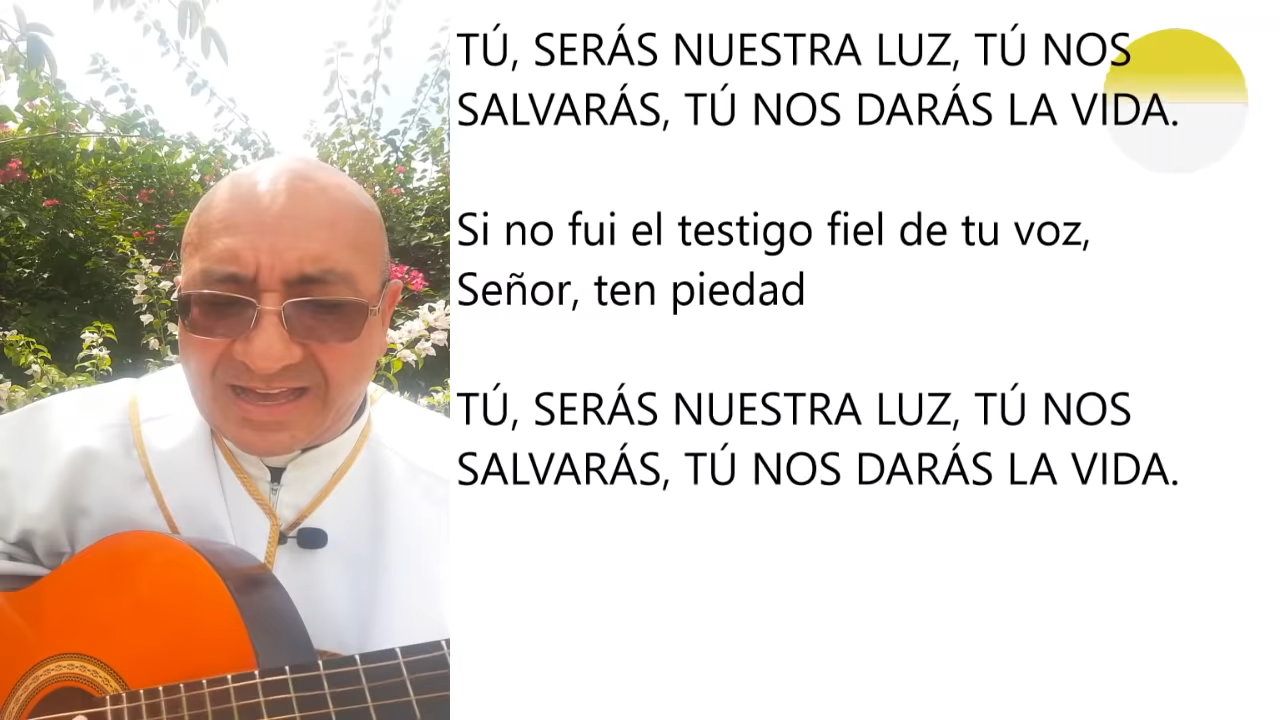 TÚ, SERÁS NUESTRA LUZ, TÚ NOS
SALVARÁS, TÚ NOS DARÁS LA VIDA.
Si no fui el testigo fiel de tu voz,
Señor, ten piedad
TÚ, SERÁS NUESTRA LUZ, TÚ NOS
SALVARÁS, TÚ NOS DARÁS LA VIDA.